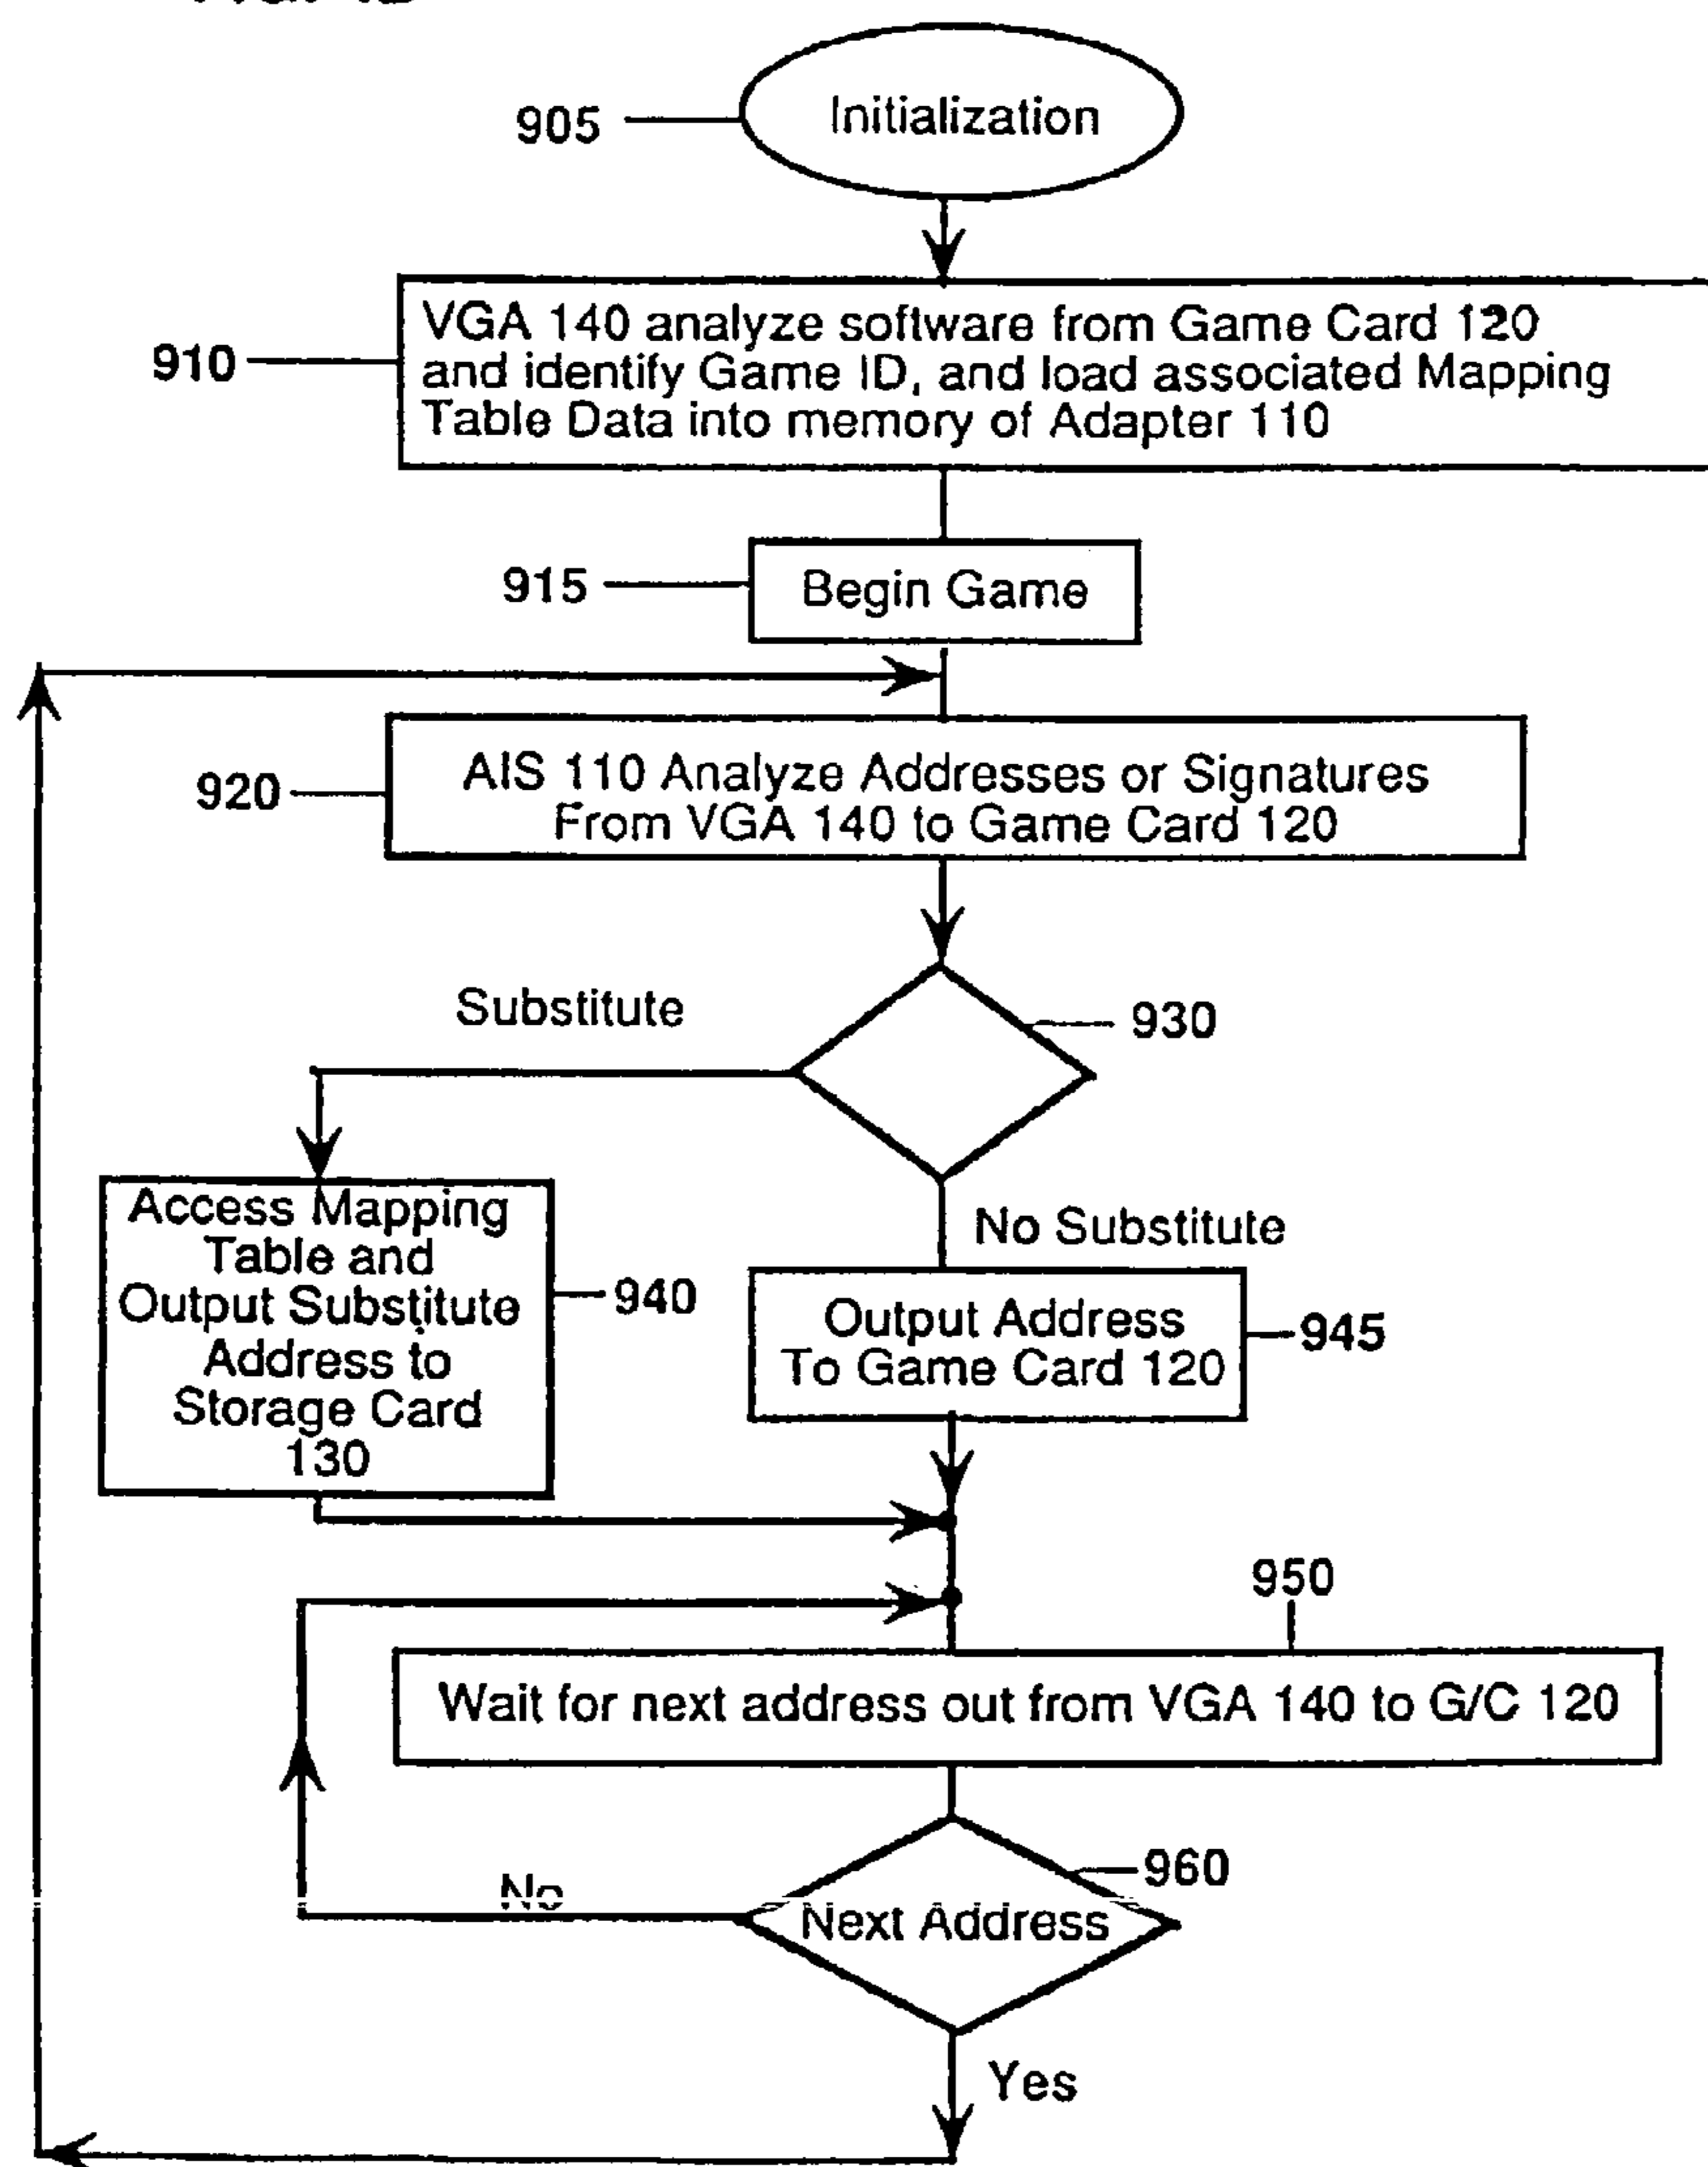 905
Initialization
910
VGA 140 analyze software from Game Card 120
and identify Game ID, and load associated Mapping
Table Data into memory of Adapter 110
915
Begin Game
920
AIS 110 Analyze Addresses or Signatures
From VGA 140 to Game Card 120
Substitute
930
Access Mapping
Table and
Output Substitute
Address to
Storage Card
130
940
No Substitute
Output Address
To Game Card 120
945
950
Wait for next address out from VGA 140 to G/C 120
960
No
Next Address
Yes